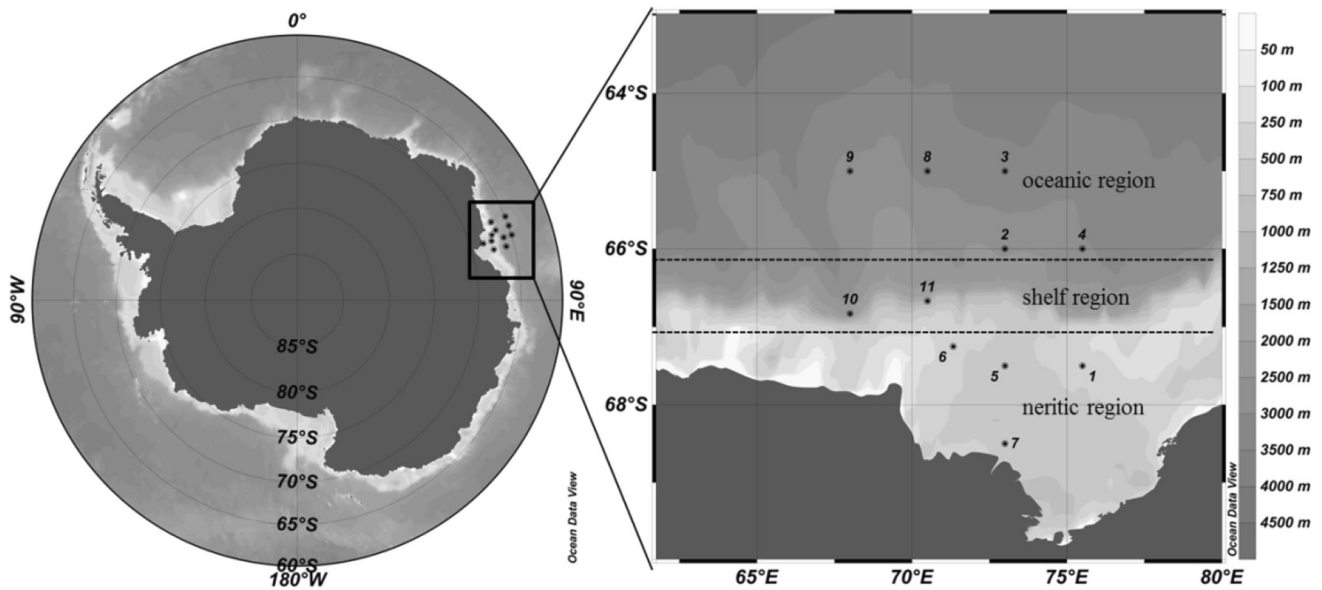 0°
90°W
90°E
85°S
80°S
75°S
70°S
65°S
60°S
180°W
Ocean Data View
64°S
66°S
68°S
9
8
3
oceanic region
2
4
11
shelf region
10
6
5
1
neritic region
7
65°E
70°E
75°E
80°E
Ocean Data View
50 m
100 m
250 m
500 m
750 m
1000 m
1250 m
1500 m
2000 m
2500 m
3000 m
3500 m
4000 m
4500 m